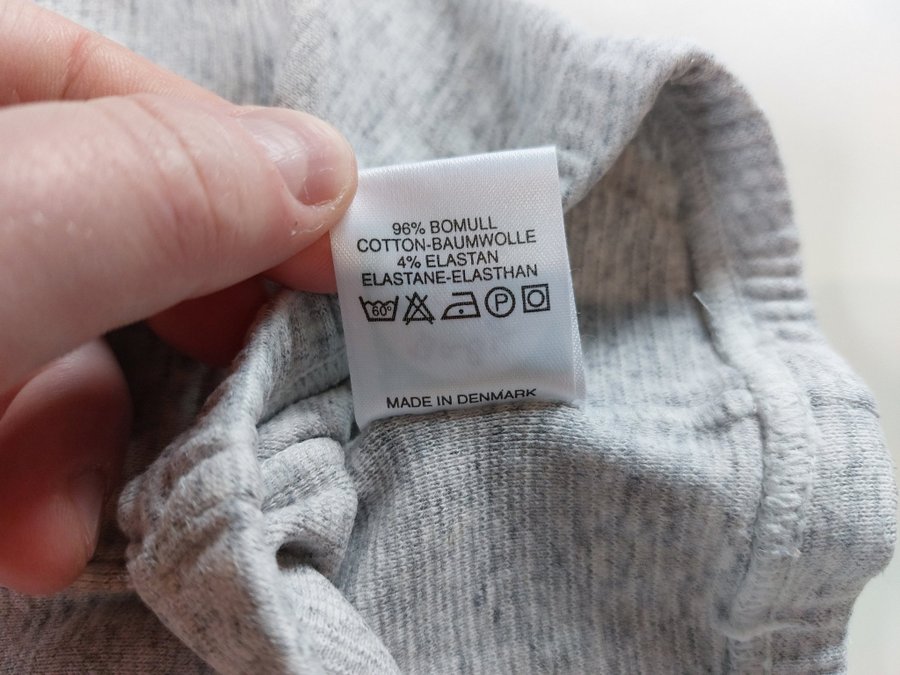 96% BOMULL
COTTON-BAUMWOLLE
4% ELASTAN
ELASTANE-ELASTHAN
60° P
MADE IN DENMARK